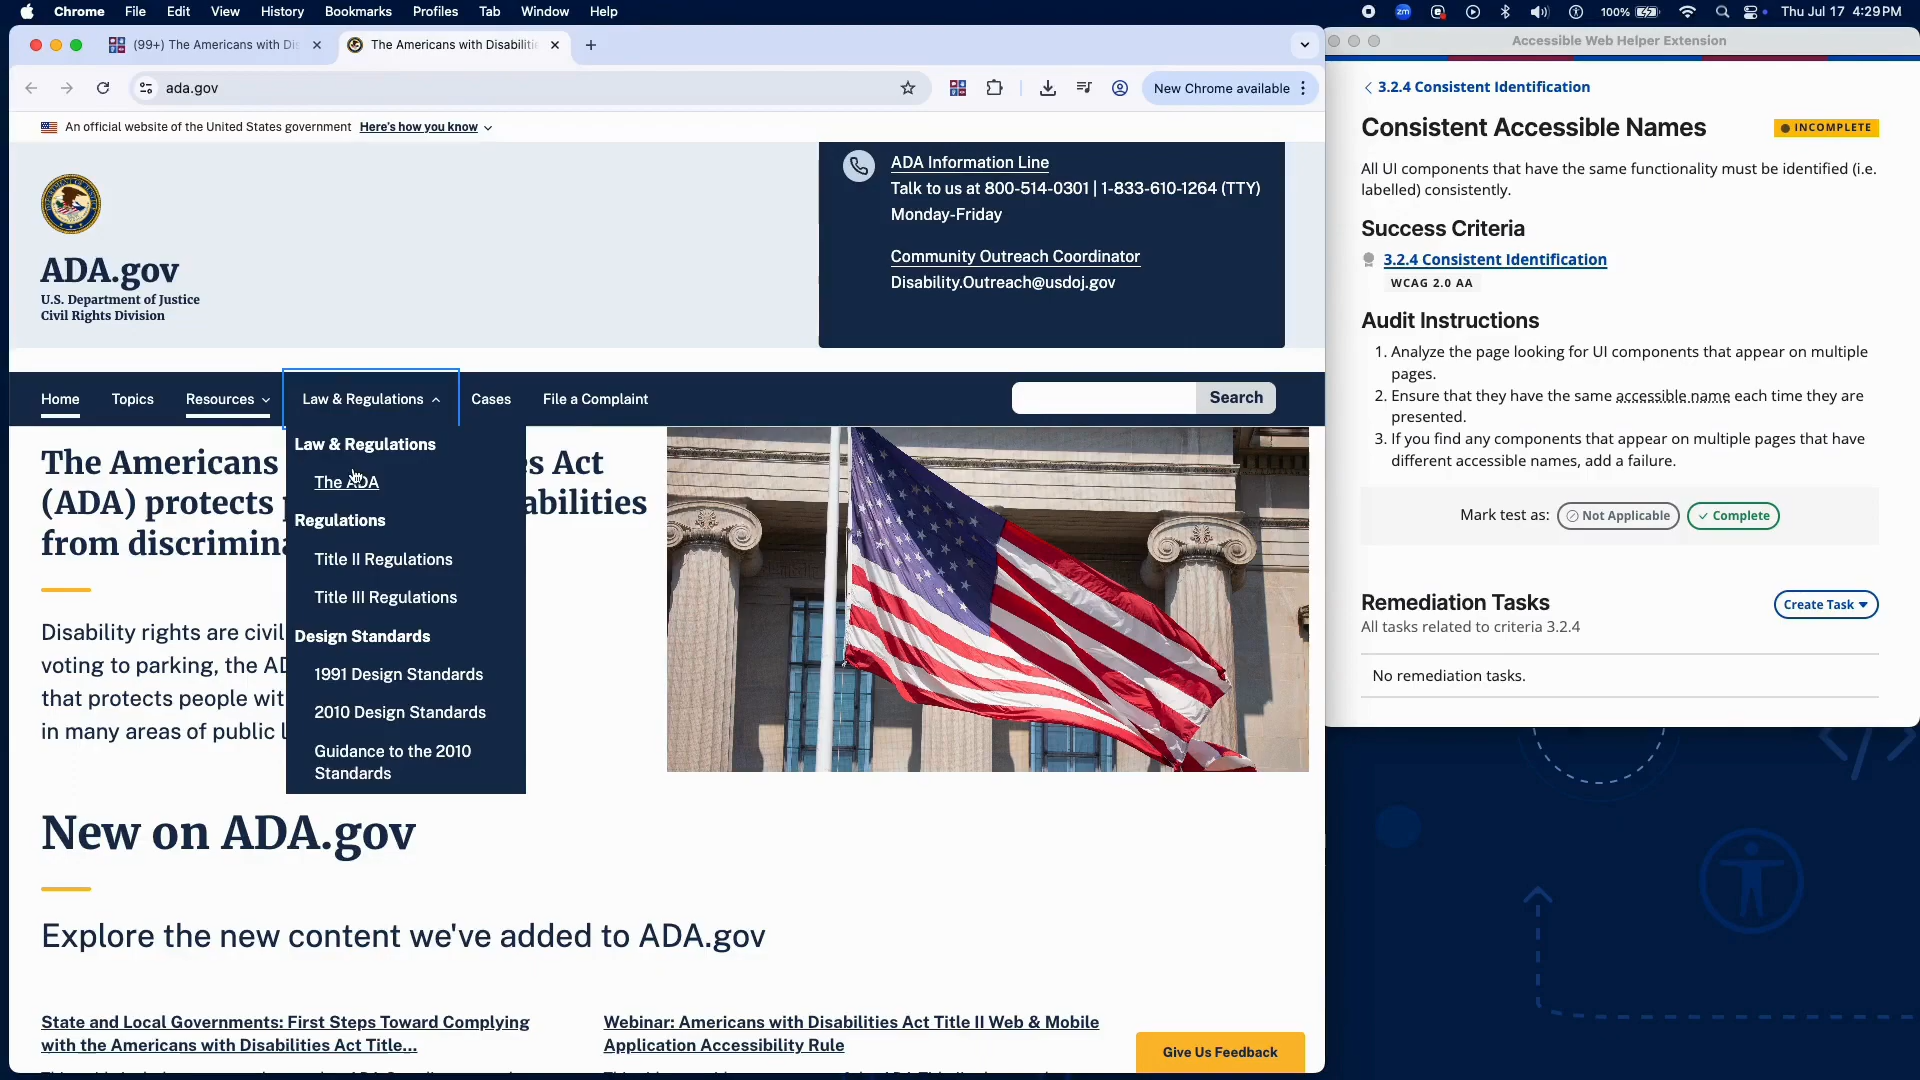 Chrome File Edit View History Bookmarks Profiles Tab Window Help
zm 100% Thu Jul 17 4:29 PM
(99+) The Americans with Di
The Americans with Disabiliti
ada.gov
New Chrome available
An official website of the United States government Here's how you know
ADA.gov
U.S. Department of Justice
Civil Rights Division
ADA Information Line
Talk to us at 800-514-0301 | 1-833-610-1264 (TTY)
Monday-Friday
Community Outreach Coordinator
Disability.Outreach@usdoj.gov
Home Topics Resources Law & Regulations Cases File a Complaint Search
Law & Regulations
The ADA
Regulations
Title II Regulations
Title III Regulations
Design Standards
1991 Design Standards
2010 Design Standards
Guidance to the 2010
Standards
The Americans s Act
(ADA) protects abilities
from discrimin
Disability rights are civil
voting to parking, the AD
that protects people wit
in many areas of public l
New on ADA.gov
Explore the new content we've added to ADA.gov
State and Local Governments: First Steps Toward Complying
with the Americans with Disabilities Act Title...
Webinar: Americans with Disabilities Act Title II Web & Mobile
Application Accessibility Rule
Give Us Feedback
Accessible Web Helper Extension
3.2.4 Consistent Identification
Consistent Accessible Names INCOMPLETE
All UI components that have the same functionality must be identified (i.e.
labelled) consistently.
Success Criteria
3.2.4 Consistent Identification
WCAG 2.0 AA
Audit Instructions
1. Analyze the page looking for UI components that appear on multiple
pages.
2. Ensure that they have the same accessible name each time they are
presented.
3. If you find any components that appear on multiple pages that have
different accessible names, add a failure.
Mark test as: Not Applicable Complete
Remediation Tasks
All tasks related to criteria 3.2.4
Create Task
No remediation tasks.